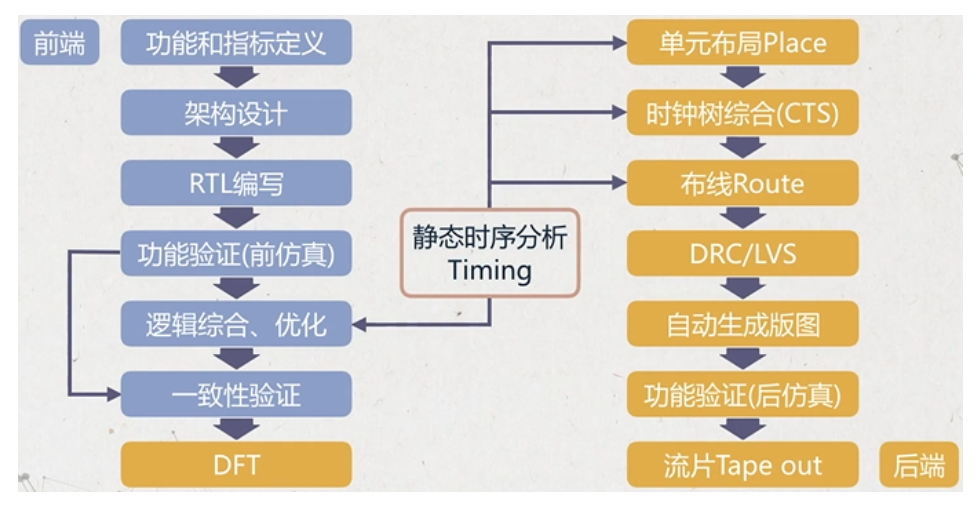 前端
功能和指标定义
架构设计
RTL编写
功能验证(前仿真)
逻辑综合、优化
一致性验证
DFT
静态时序分析
Timing
单元布局Place
时钟树综合(CTS)
布线Route
DRC/LVS
自动生成版图
功能验证(后仿真)
流片Tape out
后端